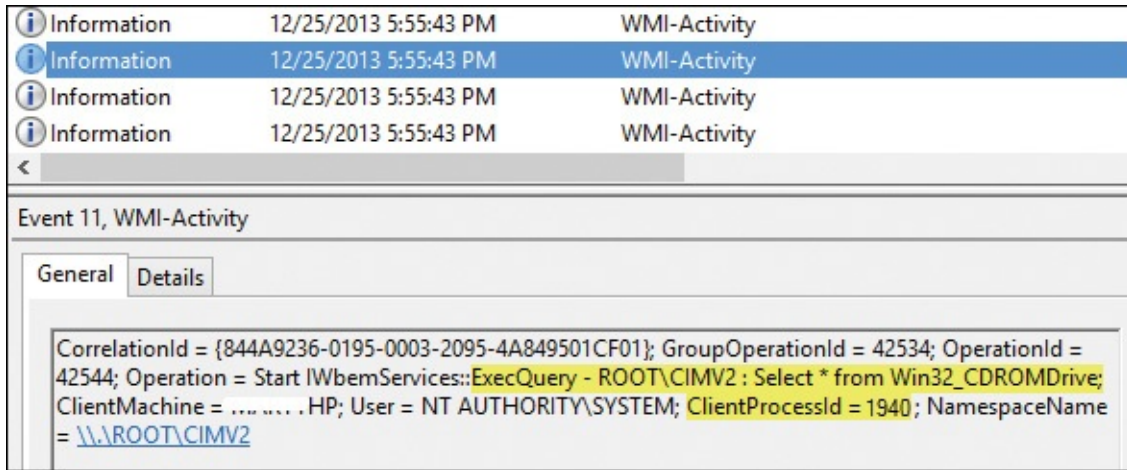 Information 12/25/2013 5:55:43 PM WMI-Activity
Information 12/25/2013 5:55:43 PM WMI-Activity
Information 12/25/2013 5:55:43 PM WMI-Activity
Information 12/25/2013 5:55:43 PM WMI-Activity
Event 11, WMI-Activity
General Details
CorrelationId = {844A9236-0195-0003-2095-4A849501CF01}; GroupOperationId = 42534; OperationId =
42544; Operation = Start IWbemServices::ExecQuery - ROOT\CIMV2 : Select * from Win32_CDROMDrive;
ClientMachine = HP; User = NT AUTHORITY\SYSTEM; ClientProcessId = 1940; NamespaceName
= \\.\ROOT\CIMV2